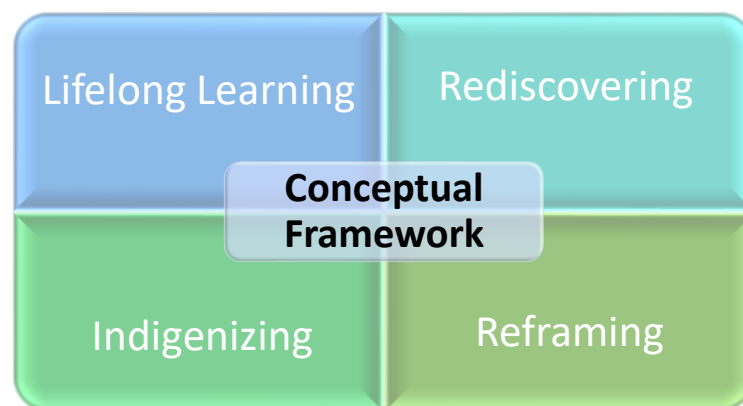 Lifelong Learning
Rediscovering
Conceptual
Framework
Indigenizing
Reframing